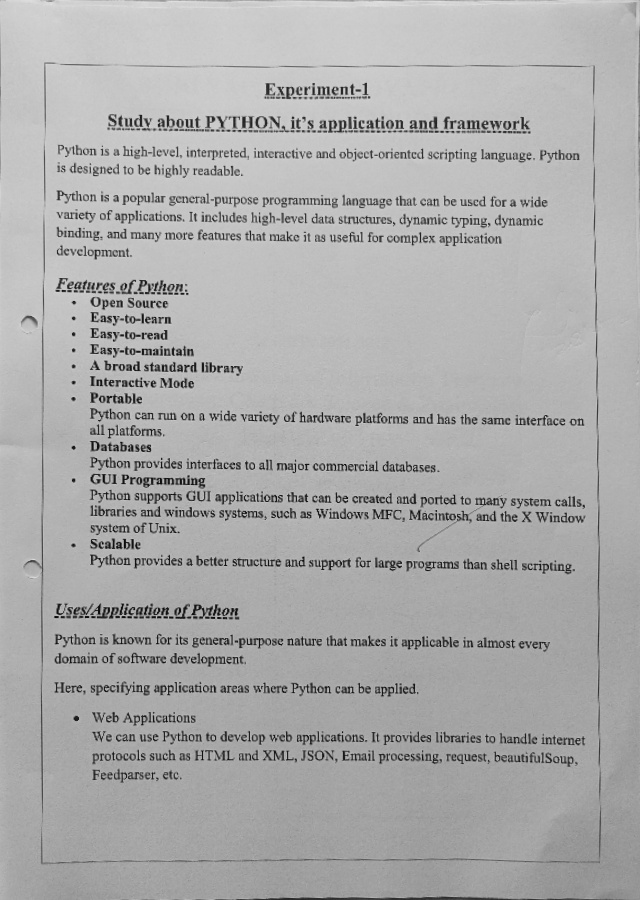 Experiment-1
Study about PYTHON, it's application and framework
Python is a high-level, interpreted, interactive and object-oriented scripting language. Python
is designed to be highly readable.
Python is a popular general-purpose programming language that can be used for a wide
variety of applications. It includes high-level data structures, dynamic typing, dynamic
binding, and many more features that make it as useful for complex application
development.
Features of Python:
• Open Source
• Easy-to-learn
• Easy-to-read
• Easy-to-maintain
• A broad standard library
• Interactive Mode
• Portable
Python can run on a wide variety of hardware platforms and has the same interface on
all platforms.
• Databases
Python provides interfaces to all major commercial databases.
• GUI Programming
Python supports GUI applications that can be created and ported to many system calls,
libraries and windows systems, such as Windows MFC, Macintosh, and the X Window
system of Unix.
• Scalable
Python provides a better structure and support for large programs than shell scripting.
Uses/Application of Python
Python is known for its general-purpose nature that makes it applicable in almost every
domain of software development.
Here, specifying application areas where Python can be applied.
• Web Applications
We can use Python to develop web applications. It provides libraries to handle internet
protocols such as HTML and XML, JSON, Email processing, request, beautifulSoup,
Feedparser, etc.